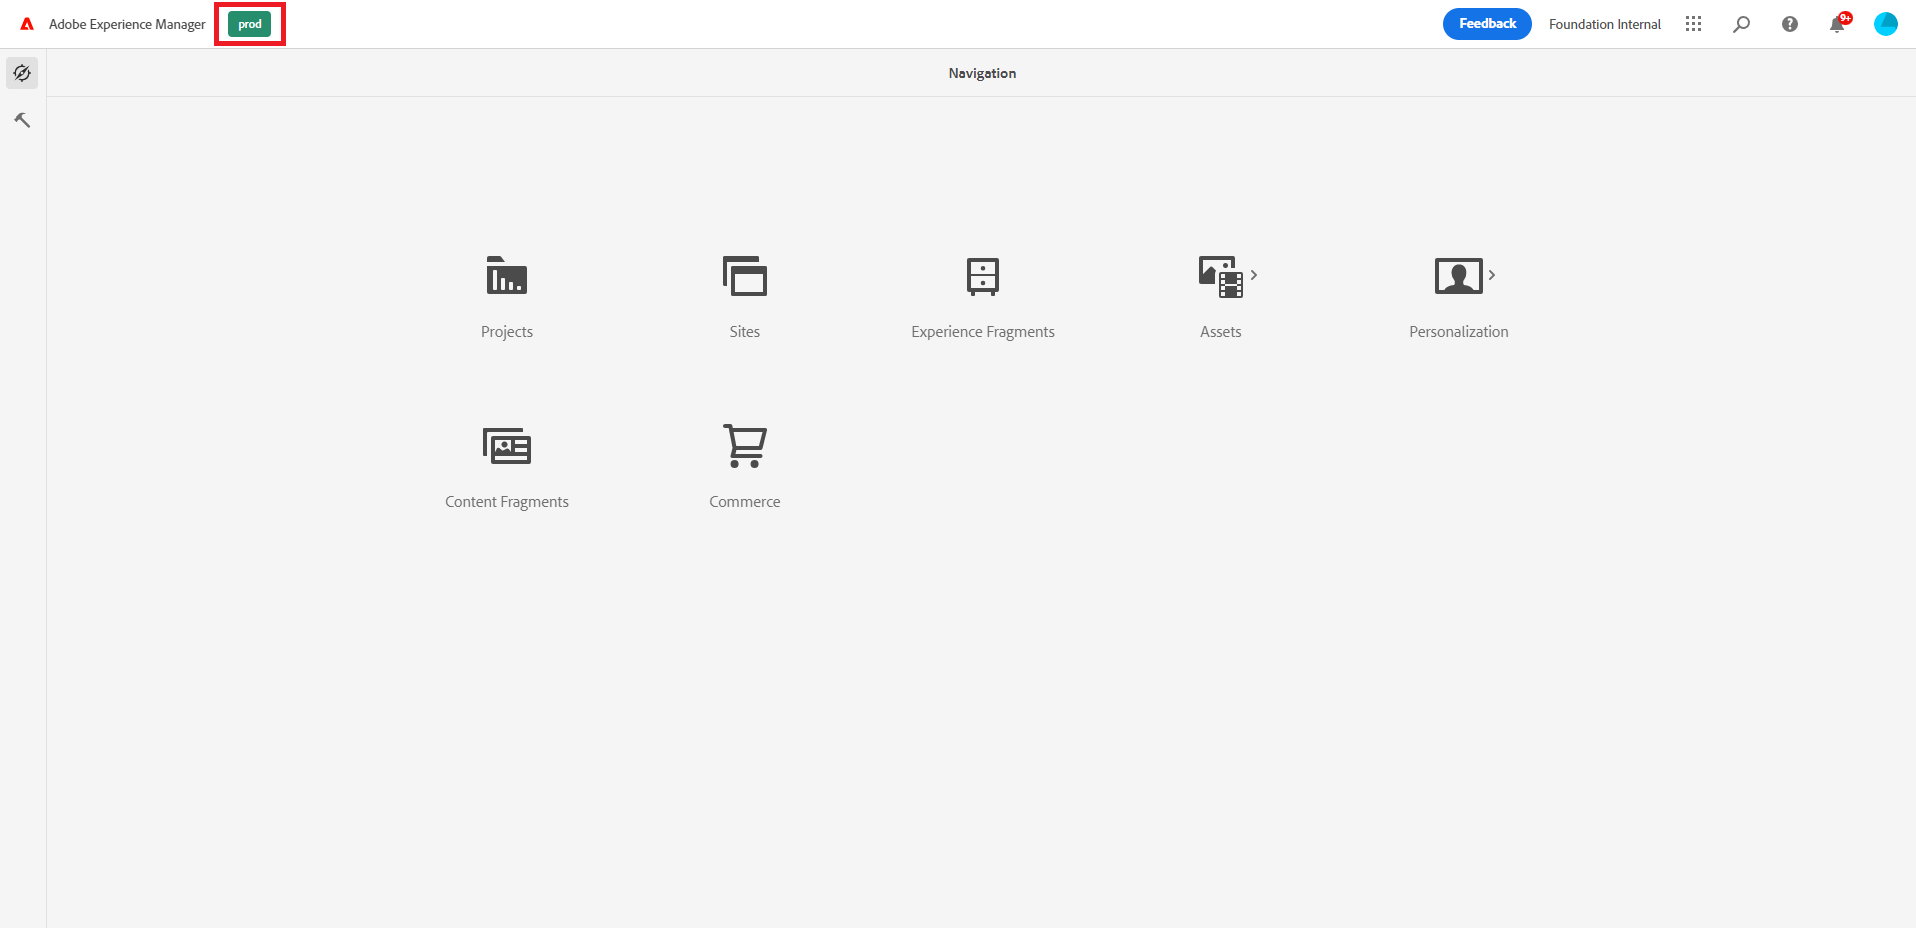 Adobe Experience Manager
prod
Feedback
Foundation Internal
9+
Navigation
Projects
Sites
Experience Fragments
Assets
Personalization
Content Fragments
Commerce